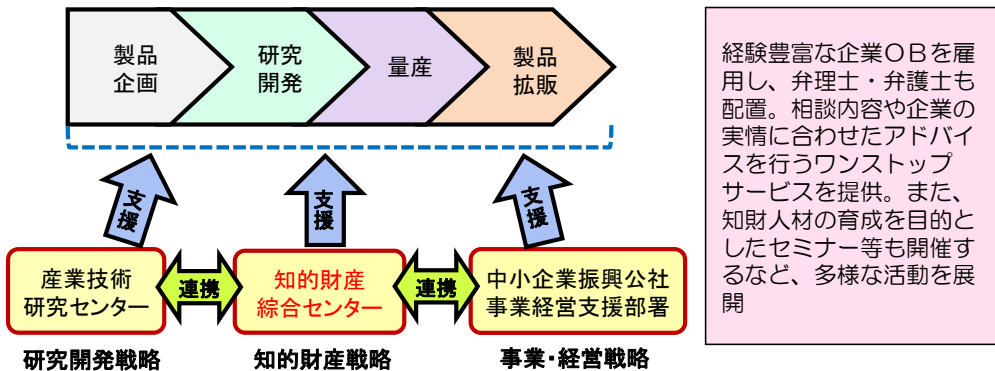 製品
企画
研究
開発
量産
製品
拡販
支援
支援
支援
産業技術
研究センター
連携
知的財産
綜合センター
連携
中小企業振興公社
事業経営支援部署
研究開発戦略
知的財産戦略
事業・経営戦略
経験豊富な企業ＯＢを雇
用し、弁理士・弁護士も
配置。相談内容や企業の
実情に合わせたアドバイ
スを行うワンストップ
サービスを提供。また、
知財人材の育成を目的と
したセミナー等も開催す
るなど、多様な活動を展
開